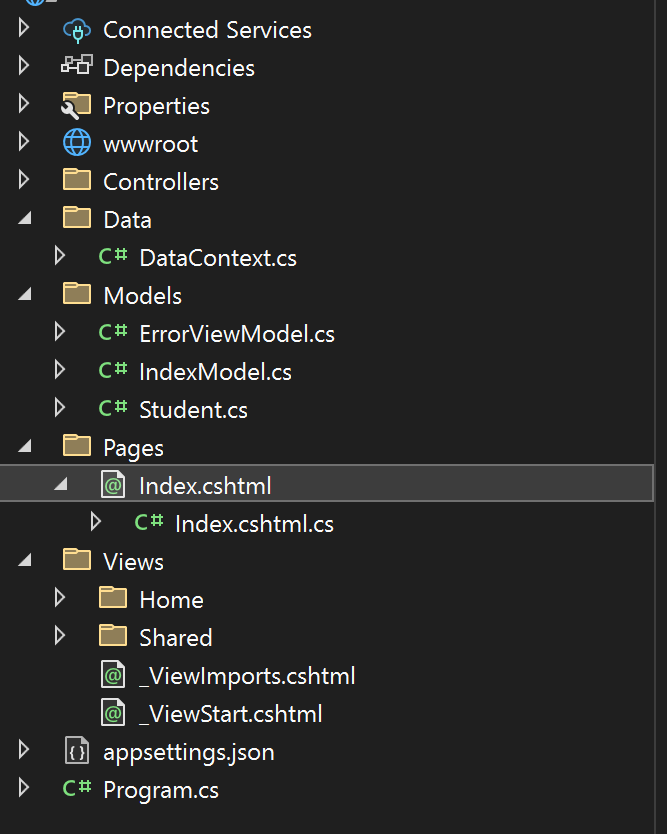 Connected Services
Dependencies
Properties
wwwroot
Controllers
Data
C# DataContext.cs
Models
C# ErrorViewModel.cs
C# IndexModel.cs
C# Student.cs
Pages
@ Index.cshtml
C# Index.cshtml.cs
Views
Home
Shared
@ _ViewImports.cshtml
@ _ViewStart.cshtml
{} appsettings.json
C# Program.cs